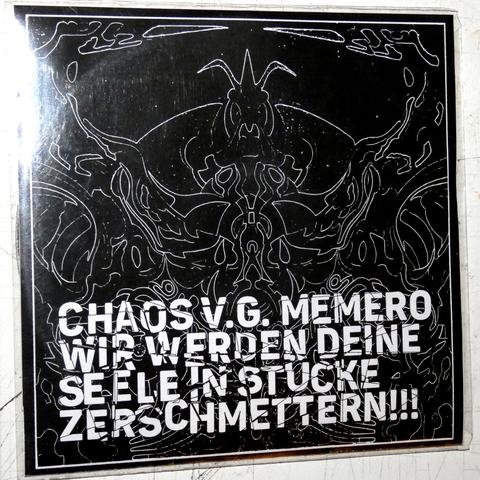 CHAOS V.G. MEMERO
WIR WERDEN DEINE
SEELE IN STUCKE
ZERSCHMETTERN!!!